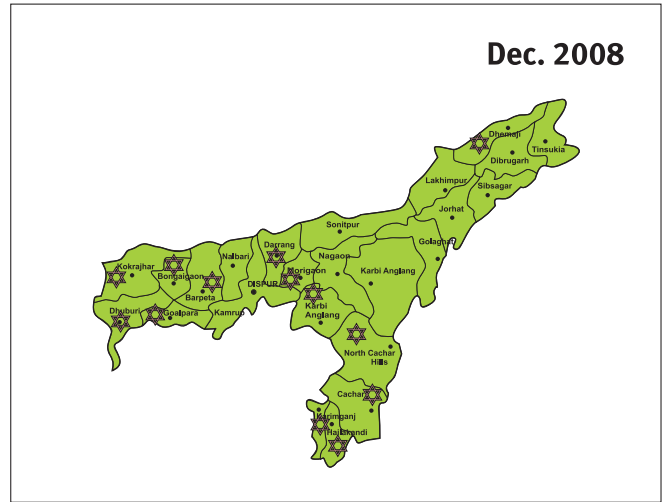 Dec. 2008
Dhemaji
Tinsukia
Dibrugarh
Lakhimpur
Sibsagar
Jorhat
Sonitpur
Golaghat
Darrang
Nalbari
Nagaon
Kokrajhar
Bongaigaon
Morigaon
Karbi Anglang
DISPUR
Barpeta
Dhuburi
Goalpara
Kamrup
Karbi
Anglang
North Cachar
Hills
Cachar
Karimganj
Hailakandi